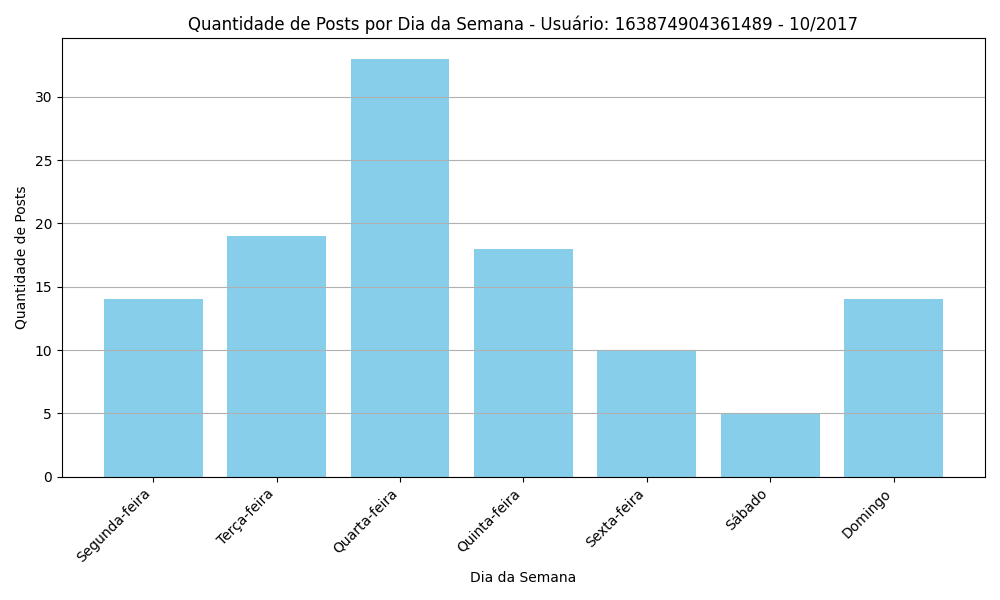 Quantidade de Posts por Dia da Semana - Usuário: 163874904361489 - 10/2017
Quantidade de Posts
30
25
20
15
10
5
0
Segunda-feira
Terça-feira
Quarta-feira
Quinta-feira
Sexta-feira
Sábado
Domingo
Dia da Semana